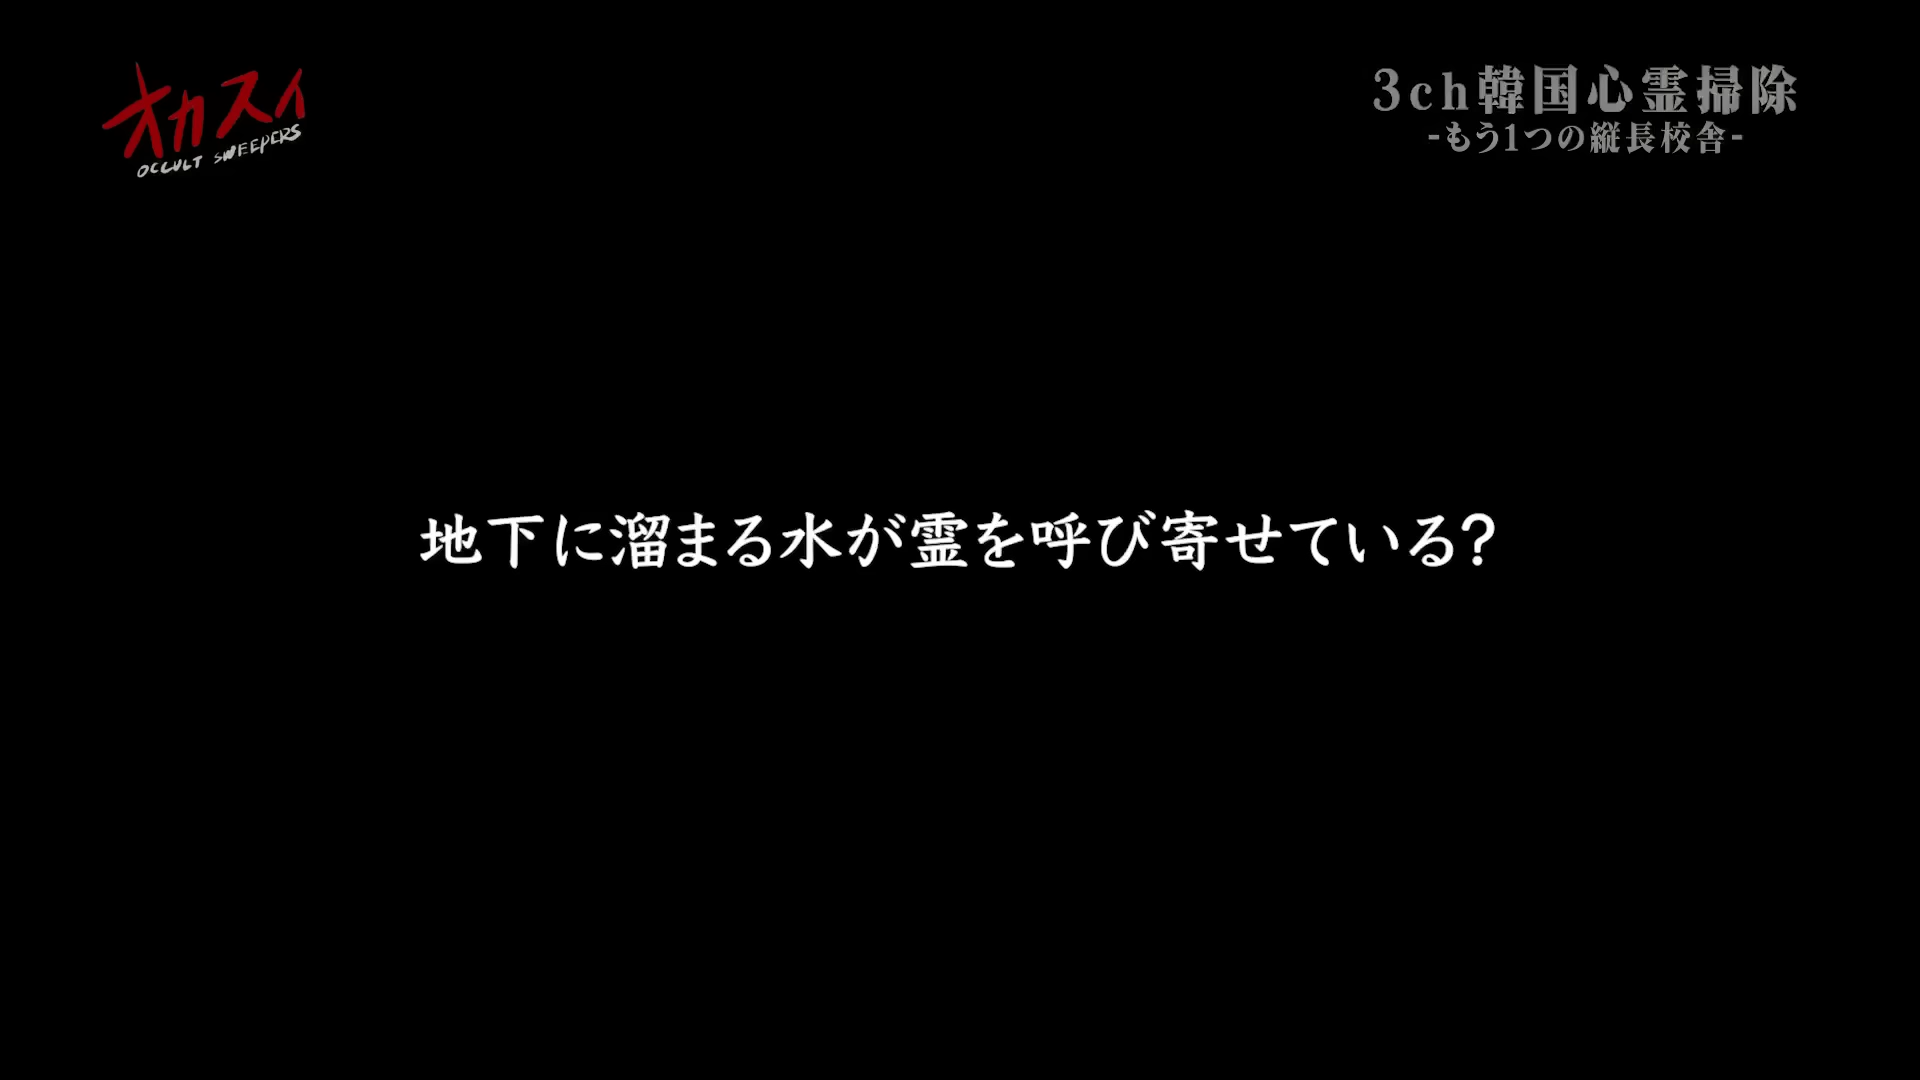 オカスイ
OCCULT SWEEPERS
3ch韓国心霊掃除
-もう1つの縦長校舎-
地下に溜まる水が霊を呼び寄せている?